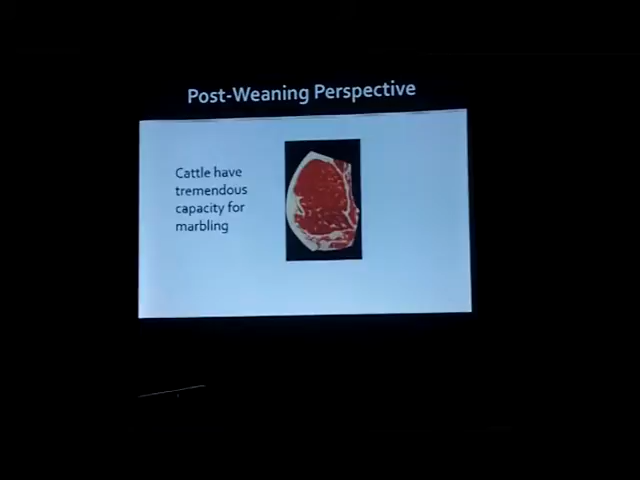 Post-Weaning Perspective
Cattle have
tremendous
capacity for
marbling